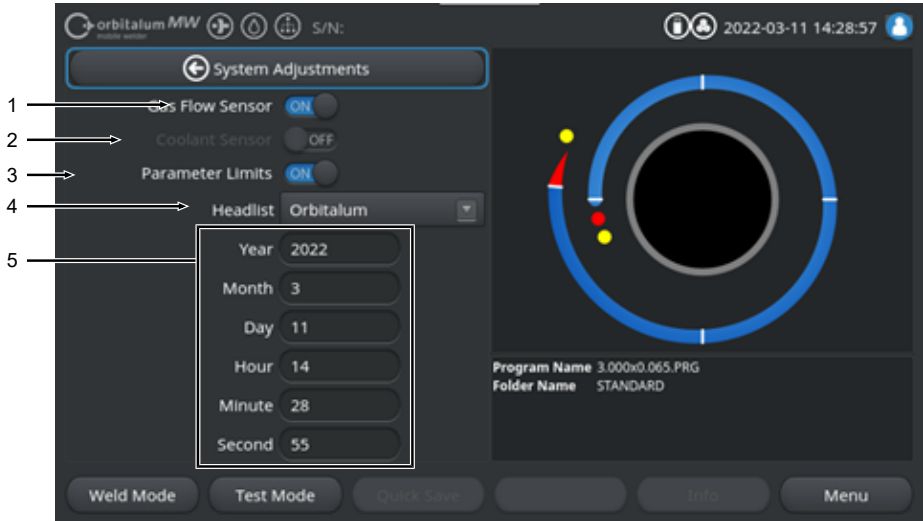 orbitalum MW
mobile welder
S/N:
2022-03-11 14:28:57
System Adjustments
1
Gas Flow Sensor ON
2
Coolant Sensor OFF
3
Parameter Limits ON
4
Headlist Orbitalum
5
Year 2022
Month 3
Day 11
Hour 14
Minute 28
Second 55
Program Name 3.000x0.065.PRG
Folder Name STANDARD
Weld Mode
Test Mode
Quick Save
Info
Menu